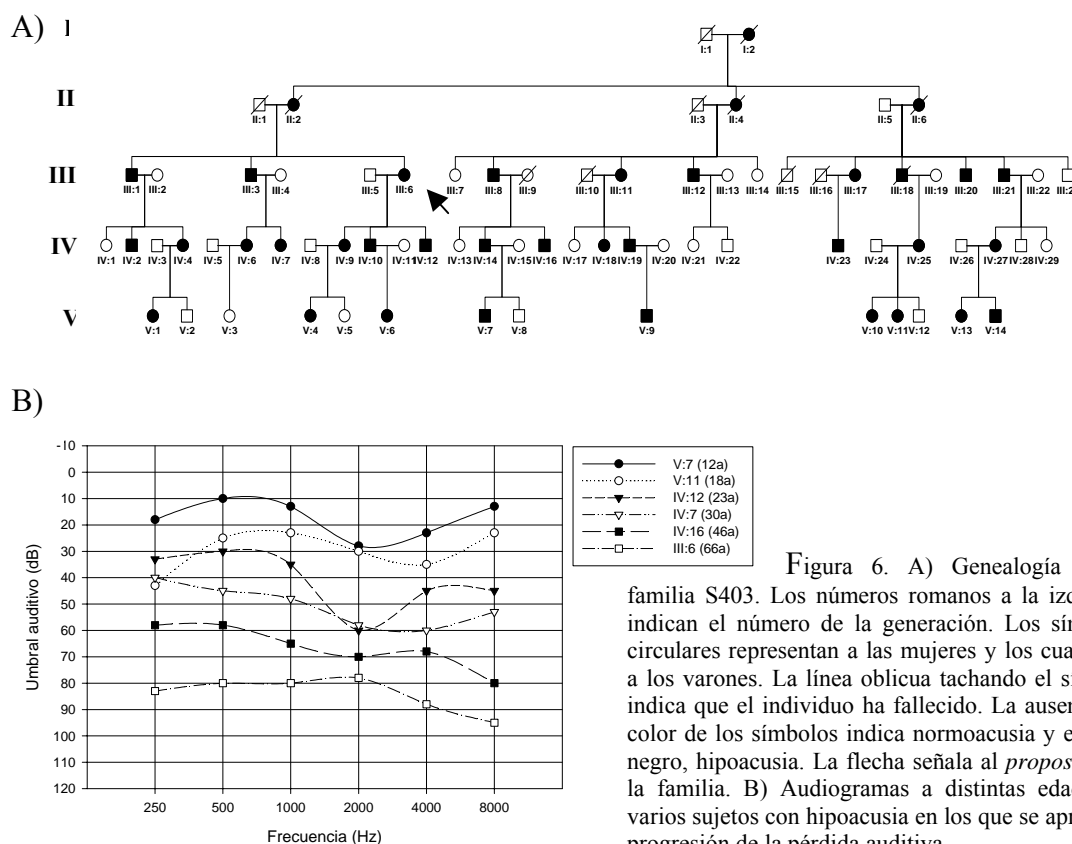 A) I
I:1 I:2
II
II:1 II:2 II:3 II:4 II:5 II:6
III
III:1 III:2 III:3 III:4 III:5 III:6 III:7 III:8 III:9 III:10 III:11 III:12 III:13 III:14 III:15 III:16 III:17 III:18 III:19 III:20 III:21 III:22 III:2
IV
IV:1 IV:2 IV:3 IV:4 IV:5 IV:6 IV:7 IV:8 IV:9 IV:10 IV:11 IV:12 IV:13 IV:14 IV:15 IV:16 IV:17 IV:18 IV:19 IV:20 IV:21 IV:22 IV:23 IV:24 IV:25 IV:26 IV:27 IV:28 IV:29
V
V:1 V:2 V:3 V:4 V:5 V:6 V:7 V:8 V:9 V:10 V:11 V:12 V:13 V:14
B)
Umbral auditivo (dB)
-10
0
10
20
30
40
50
60
70
80
90
100
110
120
250 500 1000 2000 4000 8000
Frecuencia (Hz)
V:7 (12a)
V:11 (18a)
IV:12 (23a)
IV:7 (30a)
IV:16 (46a)
III:6 (66a)
Figura 6. A) Genealogía
familia S403. Los números romanos a la izq
indican el número de la generación. Los sím
circulares representan a las mujeres y los cua
a los varones. La línea oblicua tachando el s
indica que el individuo ha fallecido. La ausen
color de los símbolos indica normoacusia y e
negro, hipoacusia. La flecha señala al propos
la familia. B) Audiogramas a distintas edad
varios sujetos con hipoacusia en los que se apr
progresión de la pérdida auditiva